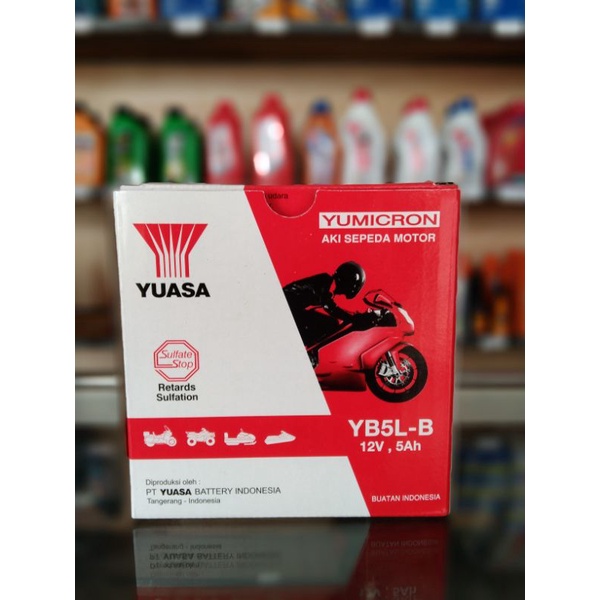 Udara
YUMICRON
AKI SEPEDA MOTOR
YUASA
Sulfate
Stop
Retards
Sulfation
YB5L-B
12V , 5Ah
Diproduksi oleh :
PT YUASA BATTERY INDONESIA
Tangerang - Indonesia
BUATAN INDONESIA